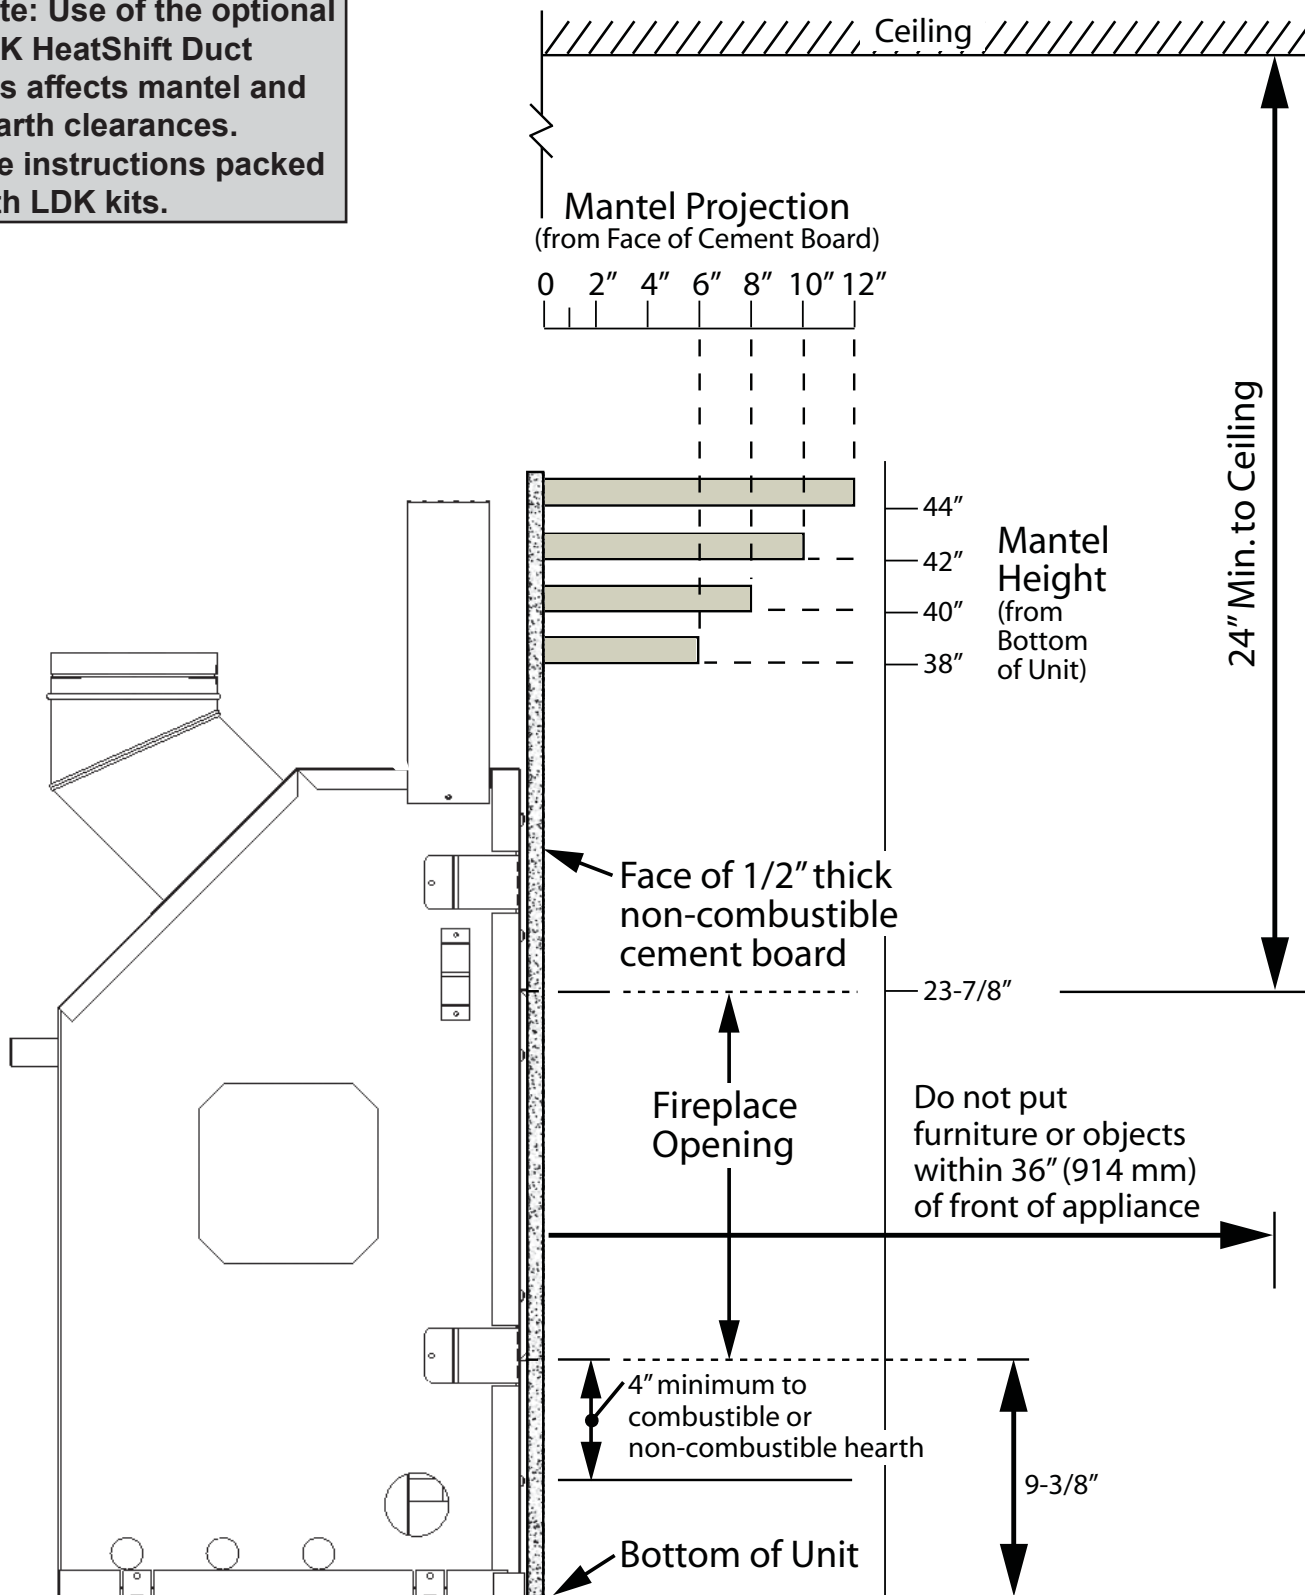 Use of the optional
HeatShift Duct
affects mantel and
clearances.
instructions packed
LDK kits.
Ceiling
Mantel Projection
(from Face of Cement Board)
0 2” 4” 6” 8” 10” 12”
24” Min. to Ceiling
44”
42”
40”
38”
Mantel
Height
(from
Bottom
of Unit)
Face of 1/2” thick
non-combustible
cement board
23-7/8”
Fireplace
Opening
Do not put
furniture or objects
within 36” (914 mm)
of front of appliance
4” minimum to
combustible or
non-combustible hearth
9-3/8”
Bottom of Unit